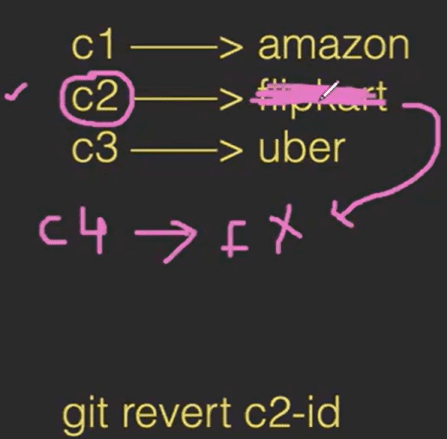 c1 ———> amazon
c2 ———> flipkart
c3 ———> uber
c4 → f X
git revert c2-id